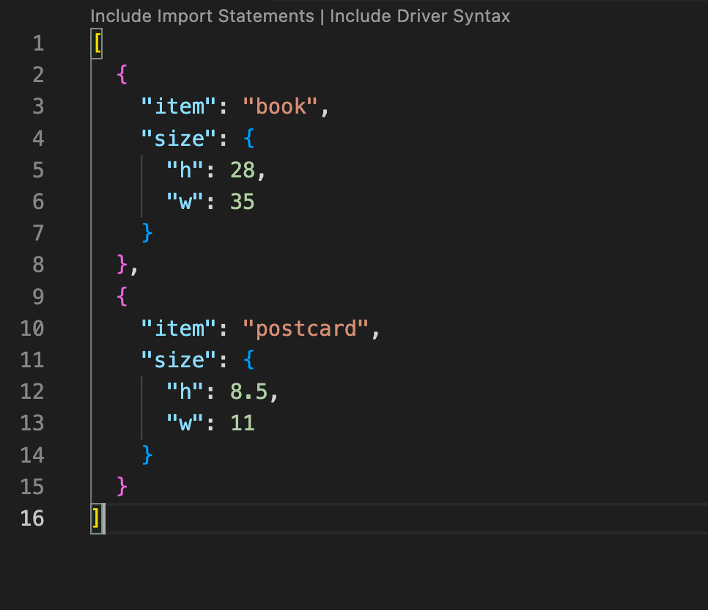 Include Import Statements | Include Driver Syntax
1 [
2   {
3     "item": "book",
4     "size": {
5       "h": 28,
6       "w": 35
7     }
8   },
9   {
10     "item": "postcard",
11     "size": {
12       "h": 8.5,
13       "w": 11
14     }
15   }
16 ]